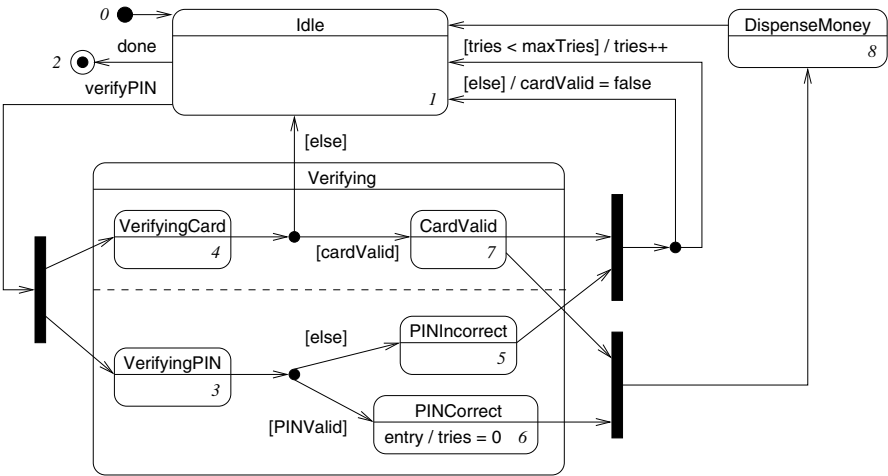 0
Idle
DispenseMoney
done
[tries < maxTries] / tries++
8
2
verifyPIN
[else] / cardValid = false
1
[else]
Verifying
VerifyingCard
CardValid
4
[cardValid]
7
[else]
PINIncorrect
VerifyingPIN
5
3
PINCorrect
[PINValid]
entry / tries = 0 6